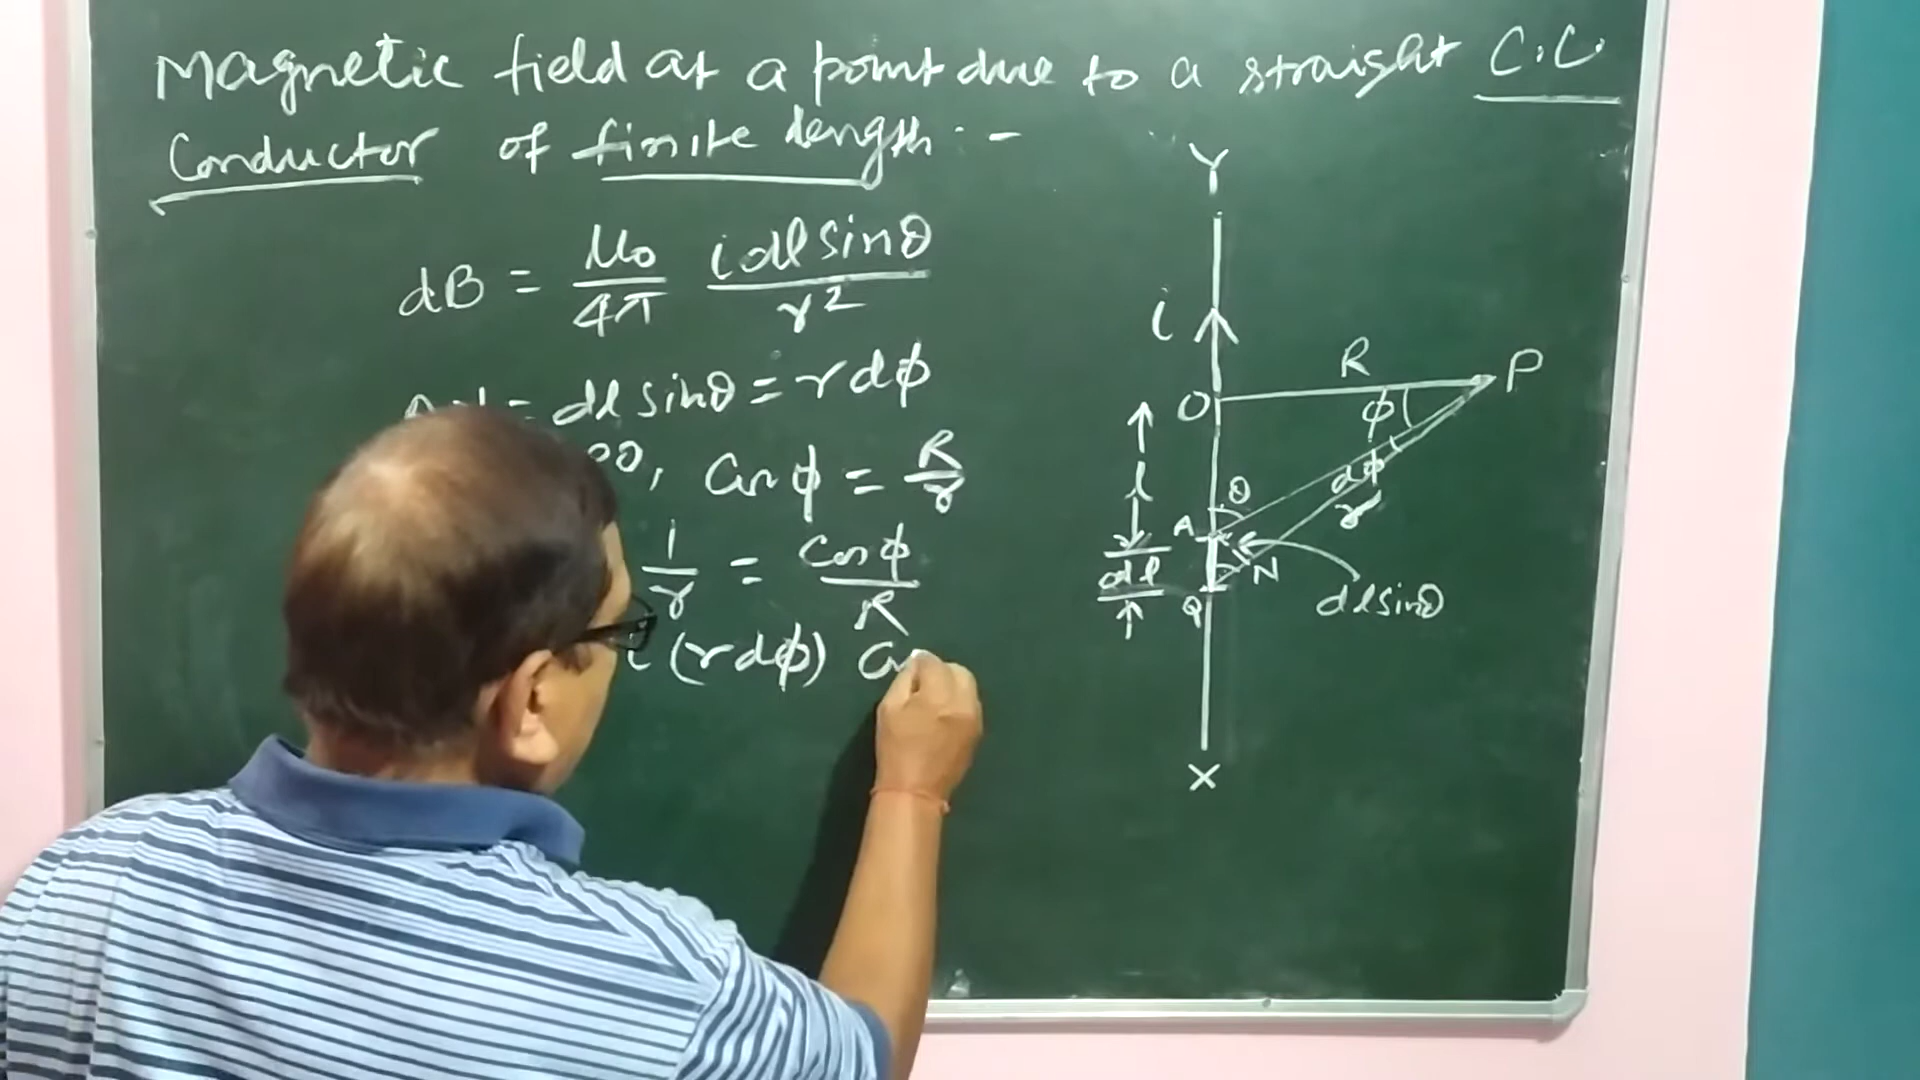 Magnetic field at a point due to a straight C.C.
Conductor of finite length :-
dB = μ₀/4π idl sinθ/r²
= dl sinθ = r dφ
, cos φ = R/r
1/r = cos φ/R
i (r dφ)
Y
i
R
P
O
φ
l
dφ
r
θ
A
dl
N
Q
dl sinθ
X